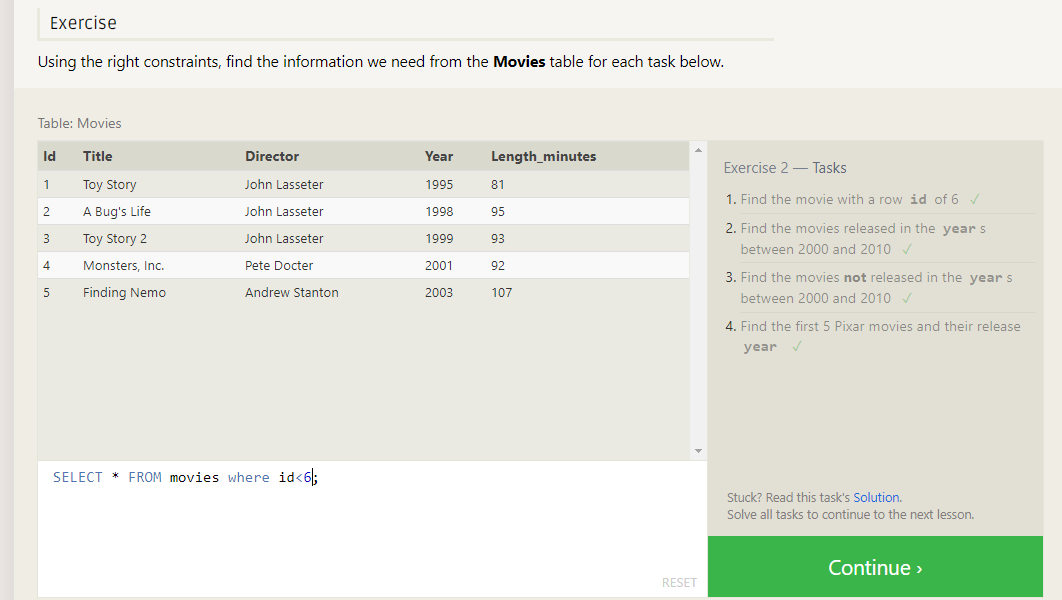 Exercise
Using the right constraints, find the information we need from the Movies table for each task below.
Table: Movies
Id Title Director Year Length_minutes
1 Toy Story John Lasseter 1995 81
2 A Bug's Life John Lasseter 1998 95
3 Toy Story 2 John Lasseter 1999 93
4 Monsters, Inc. Pete Docter 2001 92
5 Finding Nemo Andrew Stanton 2003 107
SELECT * FROM movies where id<6;
RESET
Exercise 2 — Tasks
1. Find the movie with a row id of 6 ✓
2. Find the movies released in the year s
between 2000 and 2010 ✓
3. Find the movies not released in the year s
between 2000 and 2010 ✓
4. Find the first 5 Pixar movies and their release
year ✓
Stuck? Read this task's Solution.
Solve all tasks to continue to the next lesson.
Continue ›